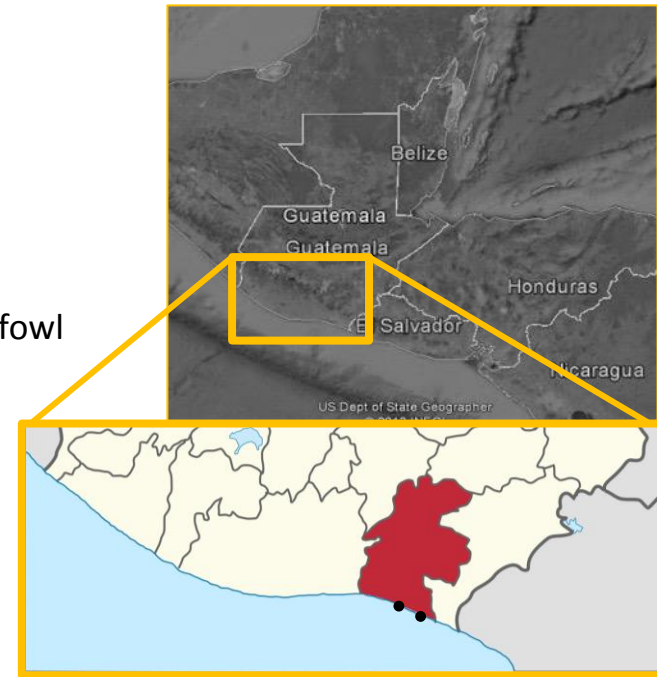 Belize
Guatemala
Guatemala
Honduras
fowl
El Salvador
Nicaragua
US Dept of State Geographer